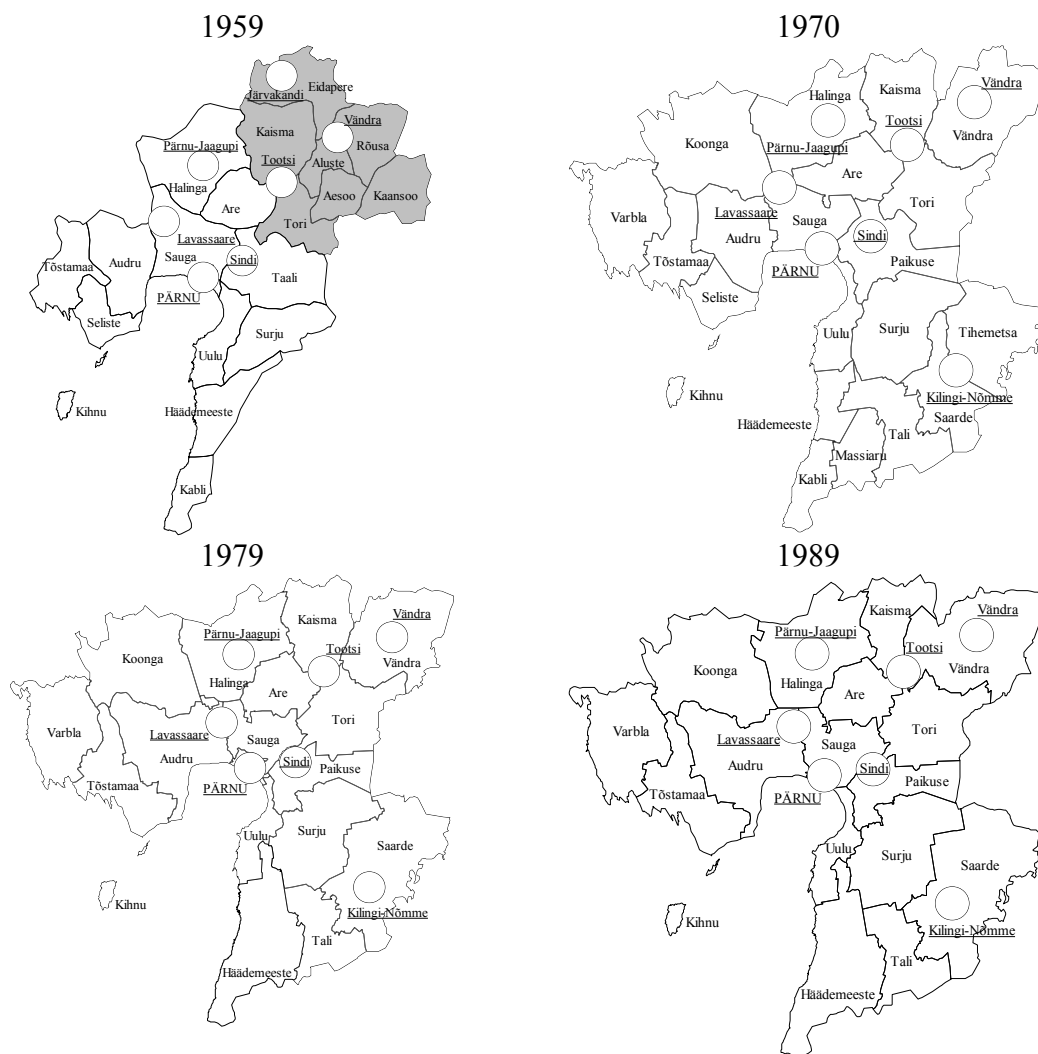 1959
Järvakandi
Eidapere
Kaisma
Vändra
Rõusa
Pärnu-Jaagupi
Tootsi
Aluste
Halinga
Aesoo
Kaansoo
Are
Tori
Lavassaare
Sauga
Sindi
Tõstamaa
Audru
Taali
PÄRNU
Seliste
Surju
Uulu
Kihnu
Häädemeeste
Kabli
1970
Halinga
Kaisma
Vändra
Tootsi
Vändra
Koonga
Pärnu-Jaagupi
Are
Varbla
Lavassaare
Sauga
Tori
Audru
Sindi
Tõstamaa
Paikuse
PÄRNU
Seliste
Uulu
Surju
Tihemetsa
Kihnu
Kilingi-Nõmme
Häädemeeste
Saarde
Tali
Massiaru
Kabli
1979
Kaisma
Vändra
Pärnu-Jaagupi
Tootsi
Koonga
Vändra
Halinga
Are
Tori
Varbla
Lavassaare
Sauga
Audru
Sindi
Paikuse
PÄRNU
Tõstamaa
Uulu
Surju
Saarde
Kihnu
Kilingi-Nõmme
Tali
Häädemeeste
1989
Kaisma
Vändra
Pärnu-Jaagupi
Tootsi
Koonga
Vändra
Halinga
Are
Varbla
Tori
Lavassaare
Sauga
Audru
Sindi
Tõstamaa
Paikuse
PÄRNU
Uulu
Surju
Saarde
Kihnu
Kilingi-Nõmme
Tali
Häädemeeste